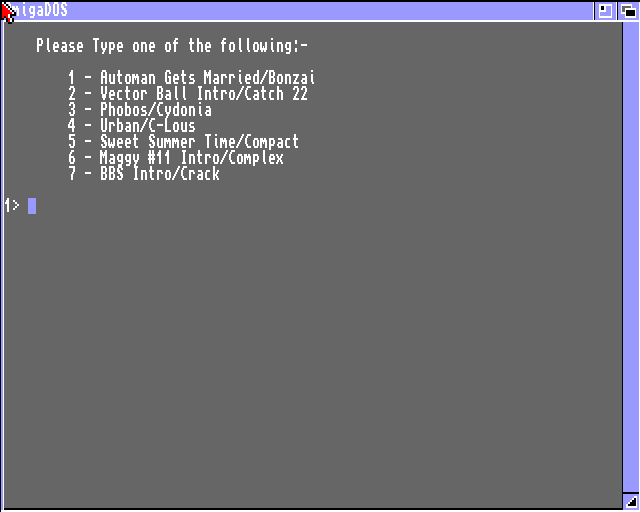 AmigaDOS
Please Type one of the following:-
1 - Automan Gets Married/Bonzai
2 - Vector Ball Intro/Catch 22
3 - Phobos/Cydonia
4 - Urban/C-Lous
5 - Sweet Summer Time/Compact
6 - Maggy #11 Intro/Complex
7 - BBS Intro/Crack
1>